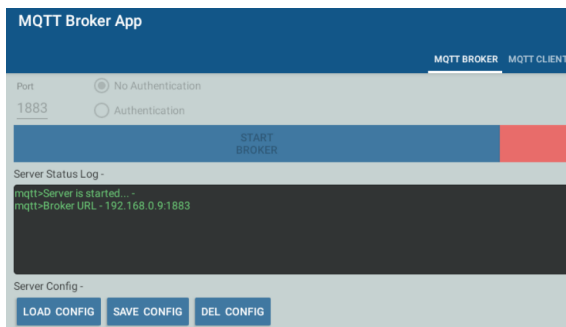 MQTT Broker App
MQTT BROKER MQTT CLIENT
Port No Authentication
1883 Authentication
START
BROKER
Server Status Log -
mqtt>Server is started... -
mqtt>Broker URL - 192.168.0.9:1883
Server Config -
LOAD CONFIG SAVE CONFIG DEL CONFIG